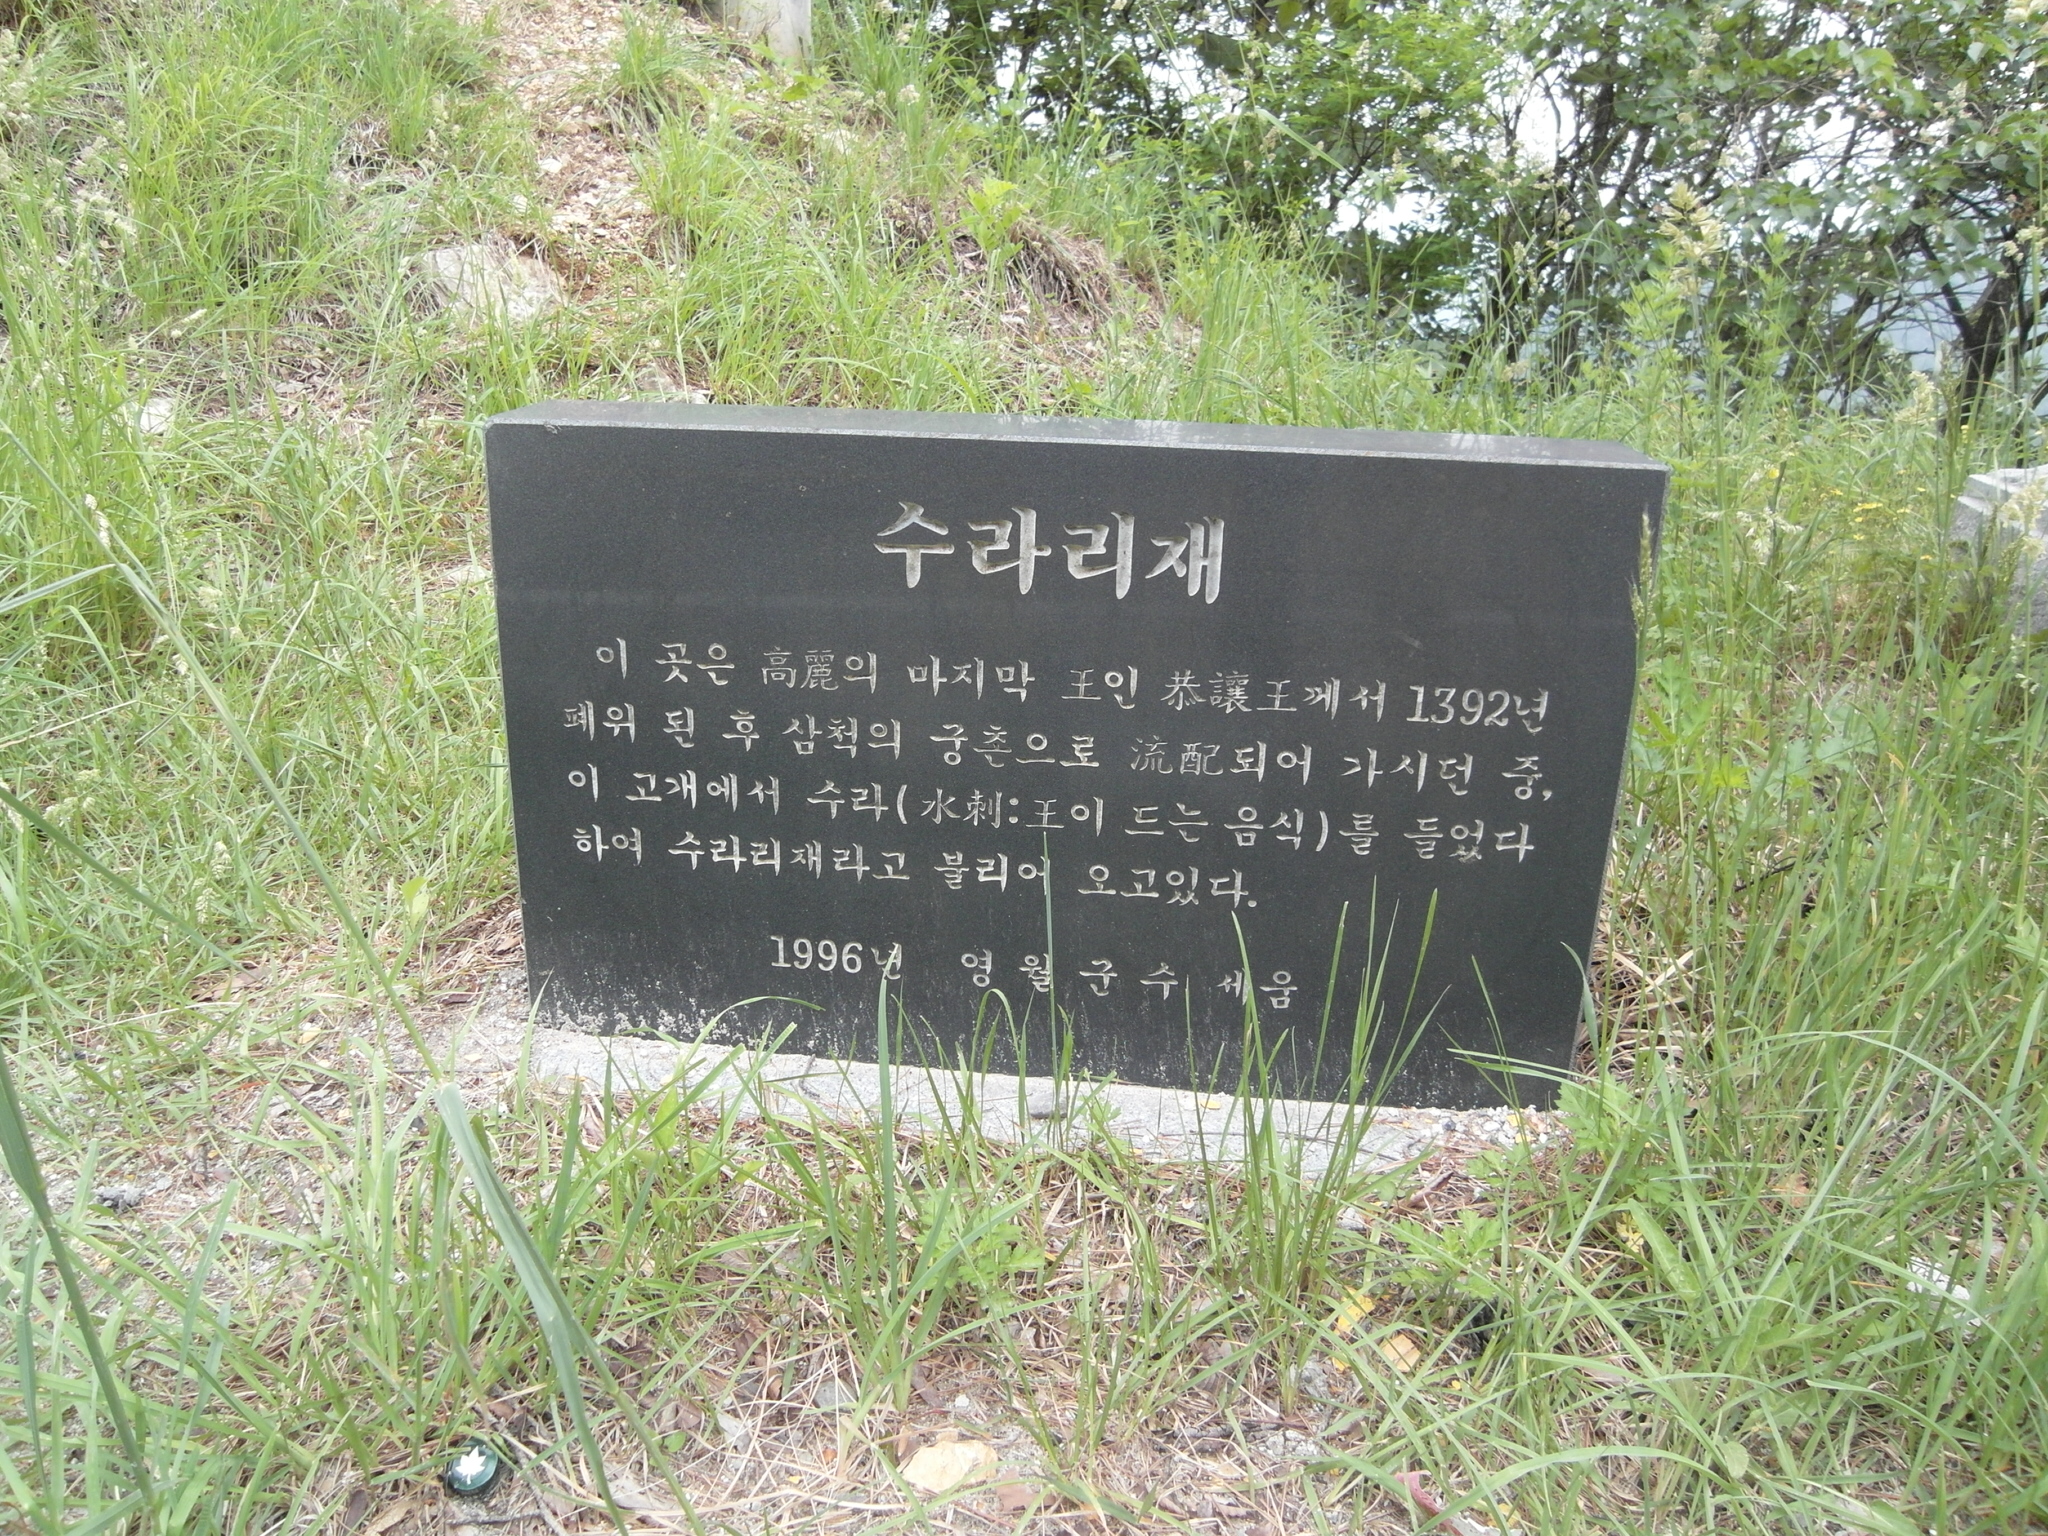 수라리재
이 곳은 高麗의 마지막 王인 恭讓王께서 1392년
폐위 된 후 삼척의 궁촌으로 流配되어 가시던 중,
이 고개에서 수라(水刺:王이 드는 음식)를 들었다
하여 수라리재라고 불리어 오고있다.
1996년 영월군수 세움